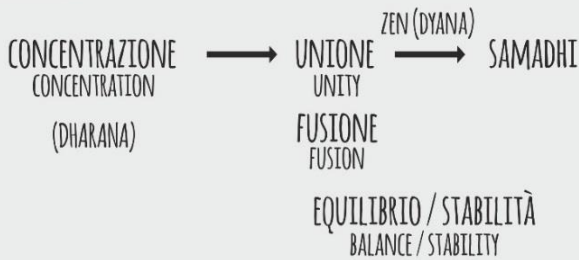 ZEN (DYANA)
CONCENTRAZIONE UNIONE SAMADHI
CONCENTRATION UNITY
(DHARANA) FUSIONE
FUSION
EQUILIBRIO / STABILITÀ
BALANCE / STABILITY